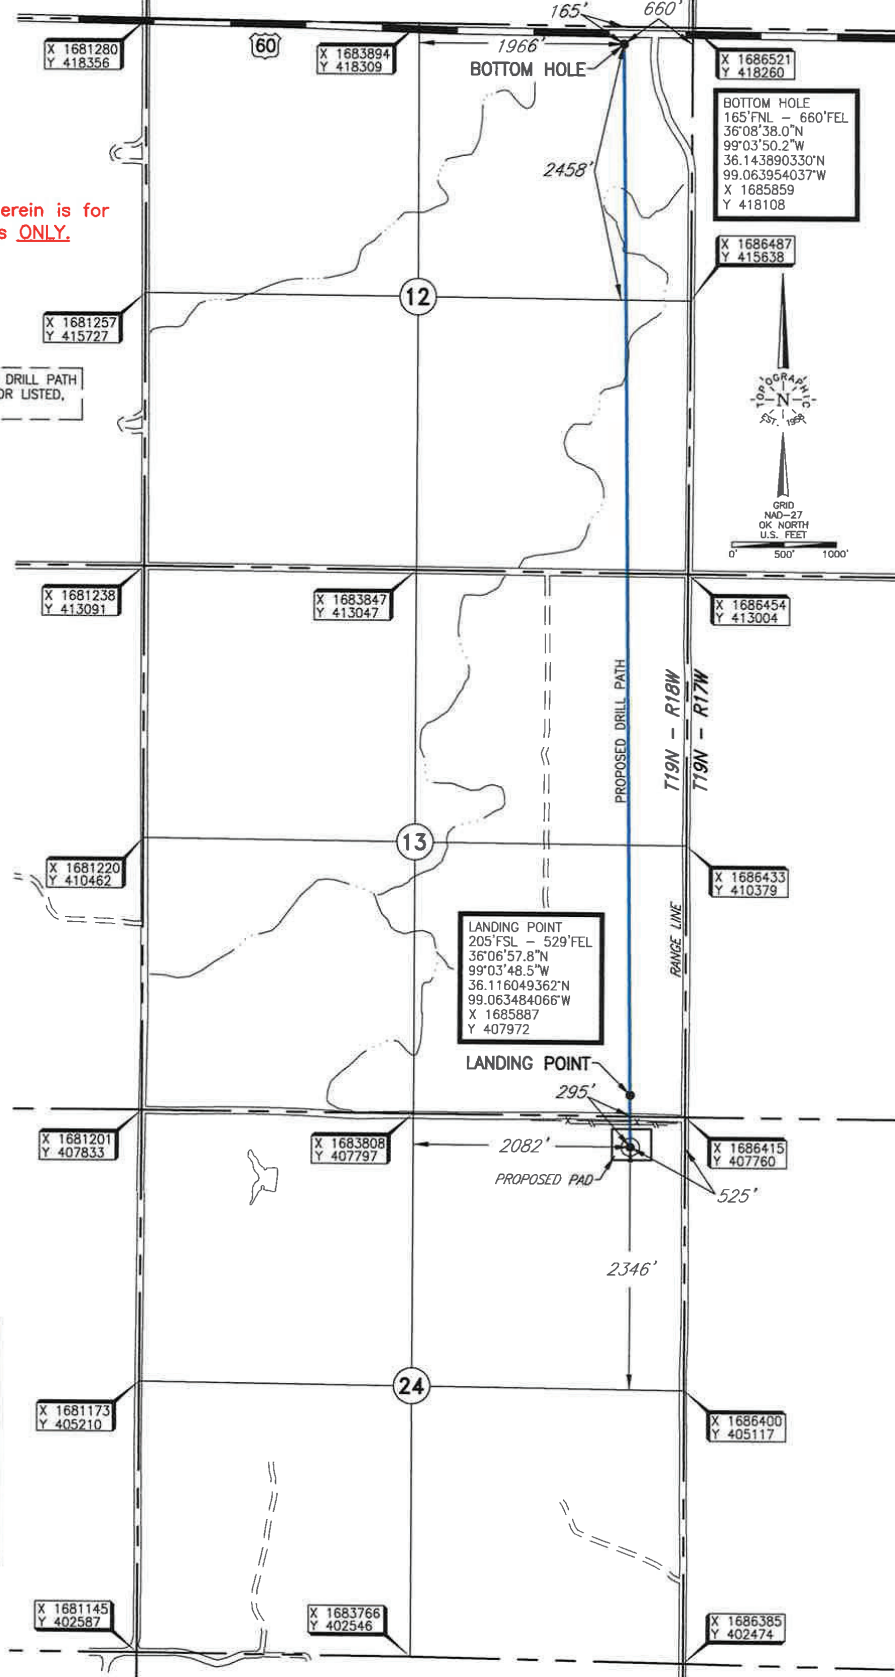 165'
660'
X 1681280
Y 418356
60
X 1683894
Y 418309
1966'
BOTTOM HOLE
X 1686521
Y 418260
BOTTOM HOLE
165'FNL - 660'FEL
36°08'38.0"N
99°03'50.2"W
36.143890330°N
99.063954037°W
X 1685859
Y 418108
2458'
erein is for
s ONLY.
X 1686487
Y 415638
12
X 1681257
Y 415727
DRILL PATH
OR LISTED,
TOPOGRAPHIC
N
EST. 1958
GRID
NAD-27
OK NORTH
U.S. FEET
0' 500' 1000'
X 1681238
Y 413091
X 1683847
Y 413047
X 1686454
Y 413004
PROPOSED DRILL PATH
T19N - R18W
T19N - R17W
13
X 1681220
Y 410462
X 1686433
Y 410379
RANGE LINE
LANDING POINT
205'FSL - 529'FEL
36°06'57.8"N
99°03'48.5"W
36.116049362°N
99.063484066°W
X 1685887
Y 407972
LANDING POINT
295'
X 1681201
Y 407833
X 1683808
Y 407797
2082'
X 1686415
Y 407760
PROPOSED PAD
525'
2346'
24
X 1681173
Y 405210
X 1686400
Y 405117
X 1681145
Y 402587
X 1683766
Y 402546
X 1686385
Y 402474